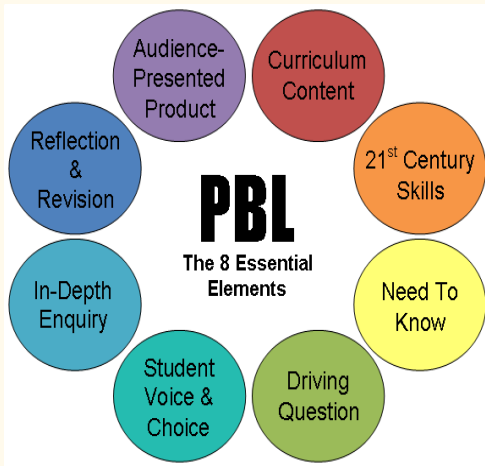 PBL
The 8 Essential
Elements
Curriculum
Content
21st Century
Skills
Need To
Know
Driving
Question
Student
Voice &
Choice
In-Depth
Enquiry
Reflection
&
Revision
Audience-
Presented
Product